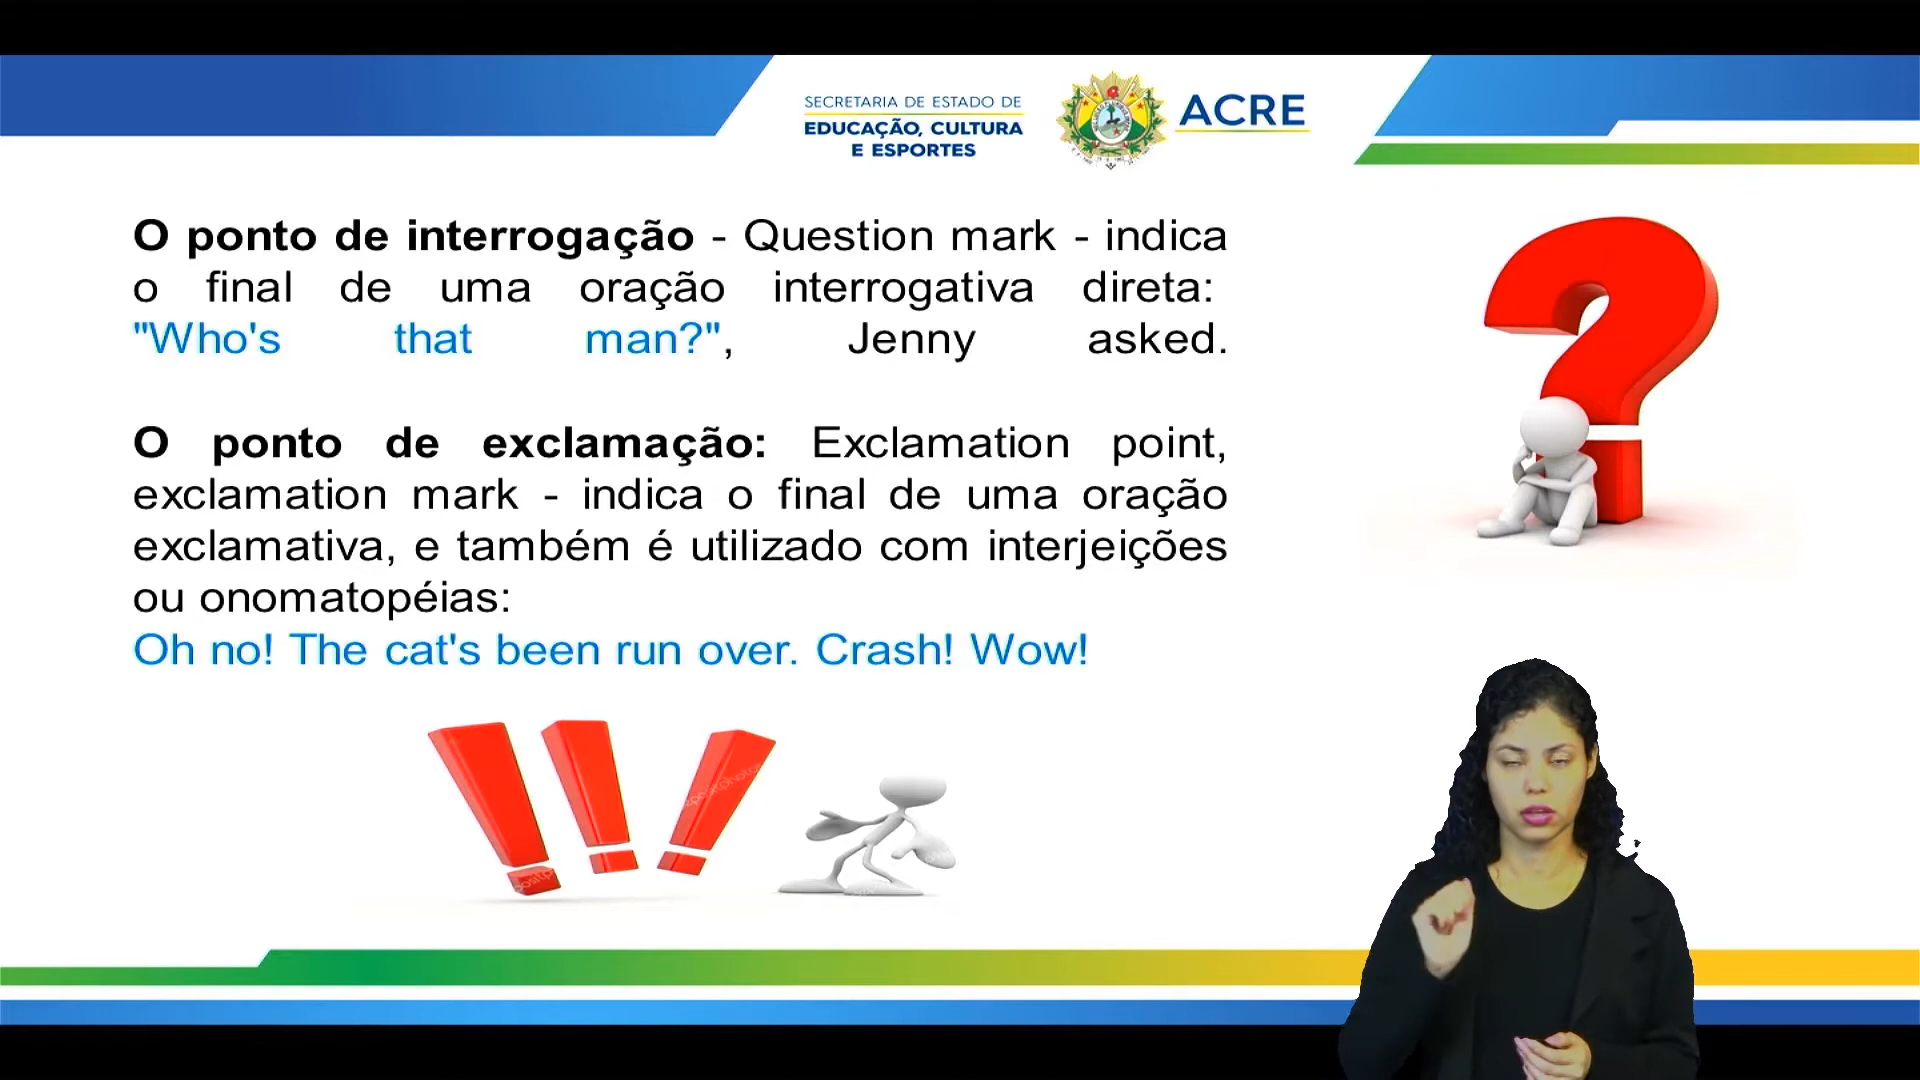 SECRETARIA DE ESTADO DE
EDUCAÇÃO, CULTURA
E ESPORTES
ACRE
O ponto de interrogação - Question mark - indica
o final de uma oração interrogativa direta:
"Who's that man?", Jenny asked.
O ponto de exclamação: Exclamation point,
exclamation mark - indica o final de uma oração
exclamativa, e também é utilizado com interjeições
ou onomatopéias:
Oh no! The cat's been run over. Crash! Wow!